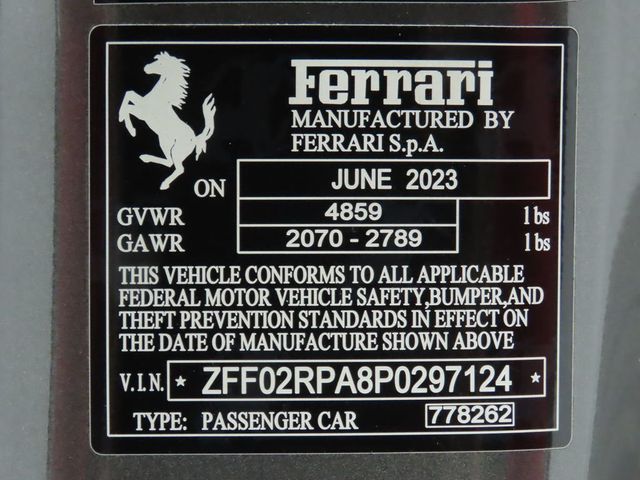 Ferrari
MANUFACTURED BY
FERRARI S.p.A.
ON JUNE 2023
GVWR 4859 lbs
GAWR 2070 - 2789 lbs
THIS VEHICLE CONFORMS TO ALL APPLICABLE
FEDERAL MOTOR VEHICLE SAFETY,BUMPER,AND
THEFT PREVENTION STANDARDS IN EFFECT ON
THE DATE OF MANUFACTURE SHOWN ABOVE
V.I.N. * ZFF02RPA8P0297124 *
TYPE: PASSENGER CAR 778262